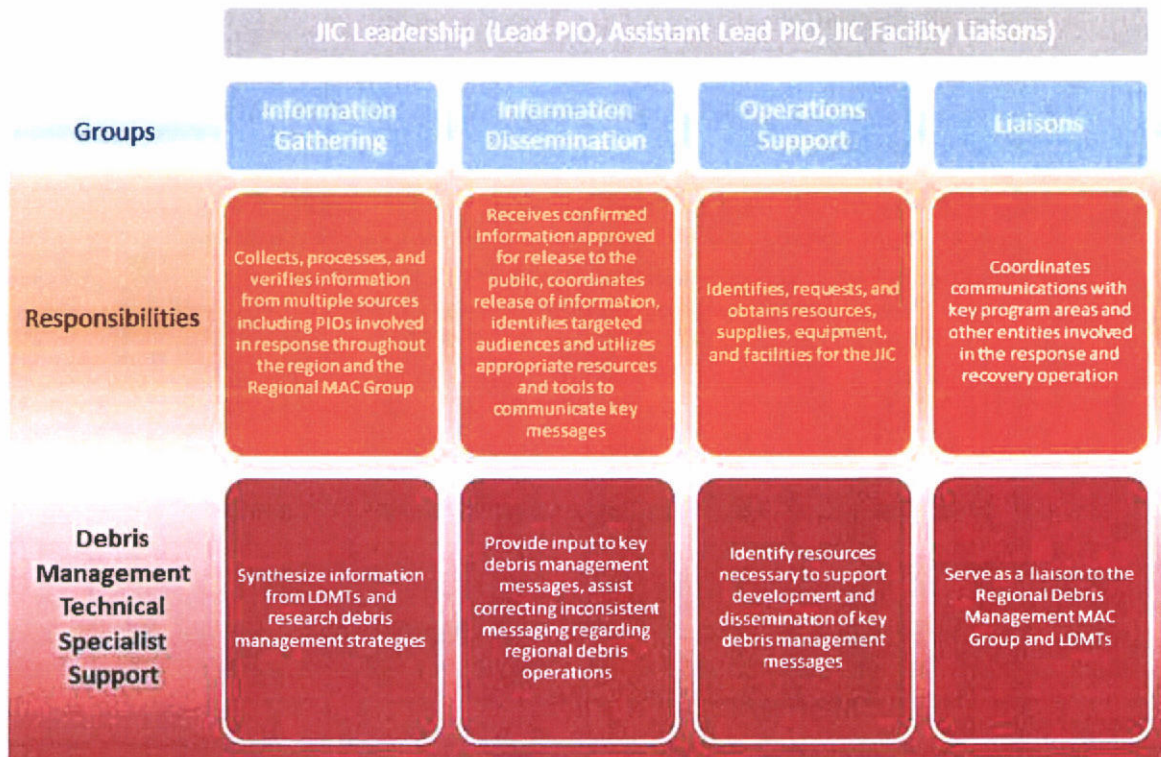 JIC Leadership (Lead PIO, Assistant Lead PIO, JIC Facility Liaisons)
Groups
Information
Gathering
Information
Dissemination
Operations
Support
Liaisons
Responsibilities
Collects, processes, and
verifies information
from multiple sources
including PIOs involved
in response throughout
the region and the
Regional MAC Group
Receives confirmed
information approved
for release to the
public, coordinates
release of information,
identifies targeted
audiences and utilizes
appropriate resources
and tools to
communicate key
messages
Identifies, requests, and
obtains resources,
supplies, equipment,
and facilities for the JIC
Coordinates
communications with
key program areas and
other entities involved
in the response and
recovery operation
Debris
Management
Technical
Specialist
Support
Synthesize information
from LDMTs and
research debris
management strategies
Provide input to key
debris management
messages, assist
correcting inconsistent
messaging regarding
regional debris
operations
Identify resources
necessary to support
development and
dissemination of key
debris management
messages
Serve as a liaison to the
Regional Debris
Management MAC
Group and LDMTs